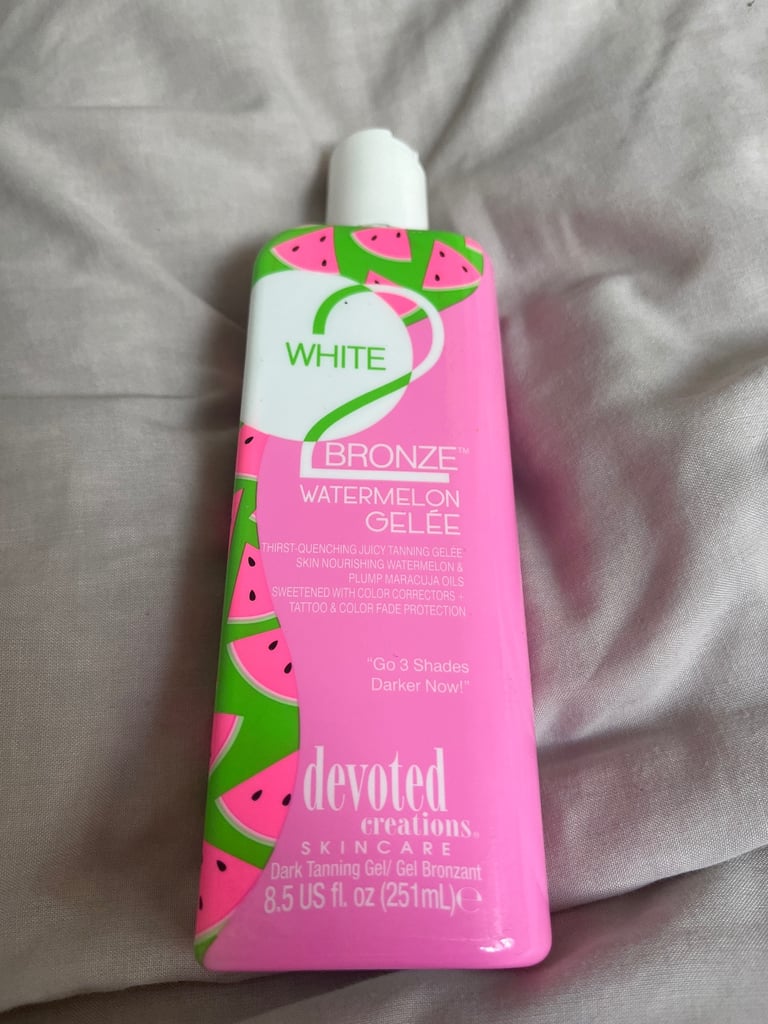 WHITE
2
BRONZE™
WATERMELON
GELÉE
THIRST-QUENCHING JUICY TANNING GELÉE
SKIN NOURISHING WATERMELON &
PLUMP MARACUJA OILS
SWEETENED WITH COLOR CORRECTORS +
TATTOO & COLOR FADE PROTECTION
"Go 3 Shades
Darker Now!"
devoted
creations®
SKINCARE
Dark Tanning Gel/ Gel Bronzant
8.5 US fl. oz (251mL)℮